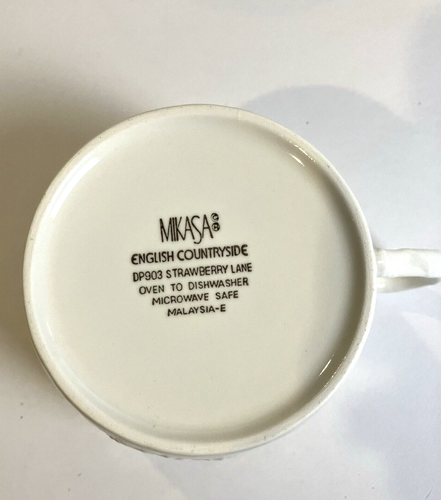 MIKASA © ®
ENGLISH COUNTRYSIDE
DP903 STRAWBERRY LANE
OVEN TO DISHWASHER
MICROWAVE SAFE
MALAYSIA-E